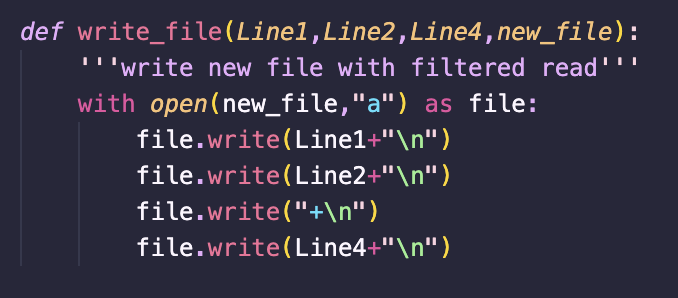 def write_file(Line1,Line2,Line4,new_file):
    '''write new file with filtered read'''
    with open(new_file,"a") as file:
        file.write(Line1+"\n")
        file.write(Line2+"\n")
        file.write("+\n")
        file.write(Line4+"\n")